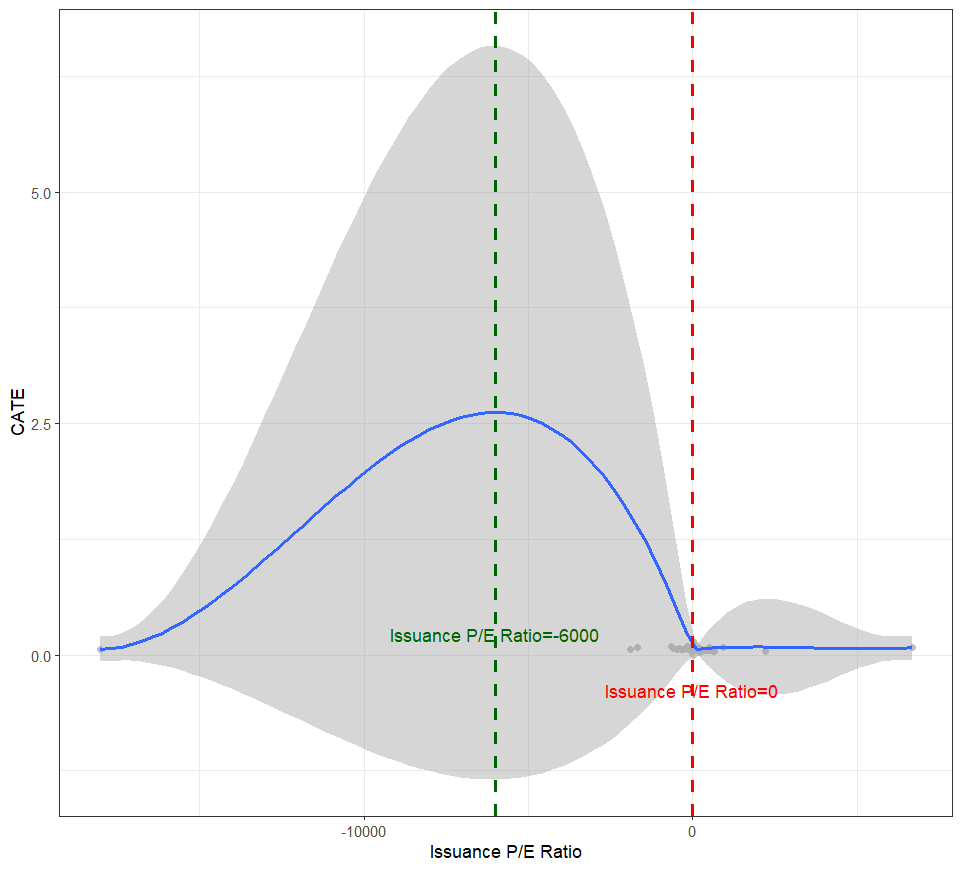 5.0
2.5
0.0
CATE
Issuance P/E Ratio=-6000
Issuance P/E Ratio=0
-10000
0
Issuance P/E Ratio